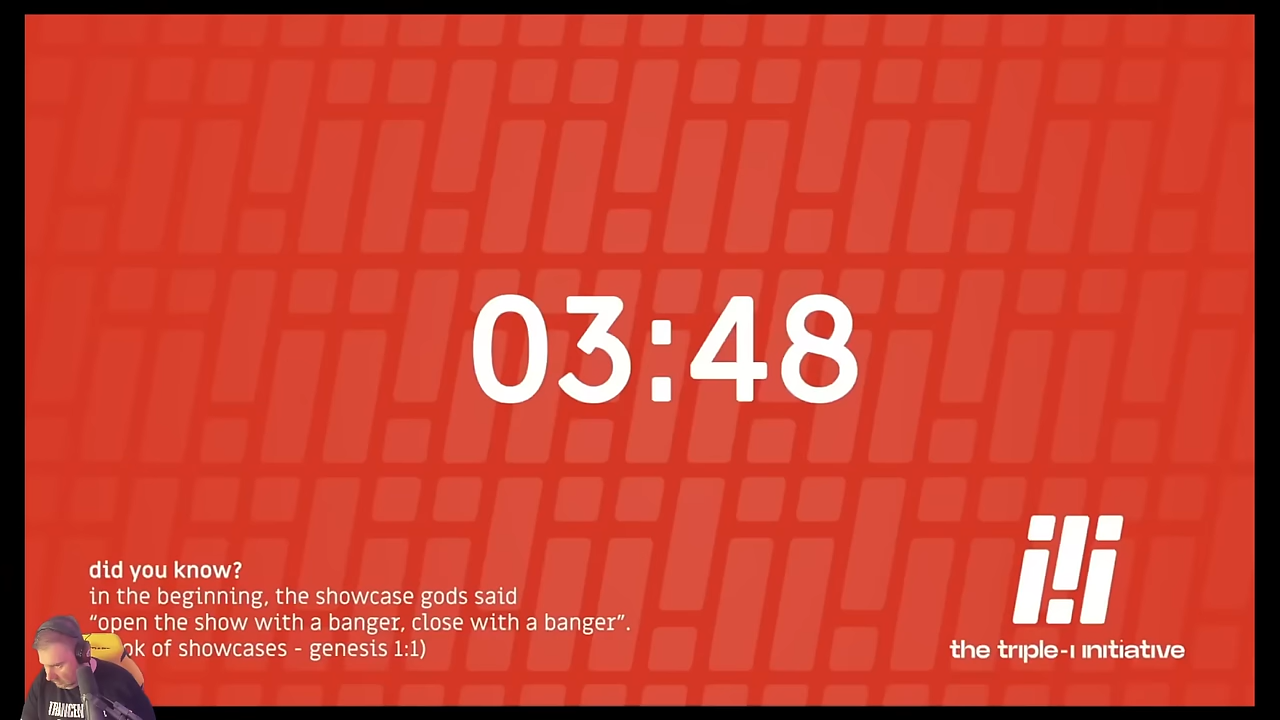 03:48
did you know?
in the beginning, the showcase gods said
“open the show with a banger, close with a banger”.
of showcases - genesis 1:1)
the triple-i initiative